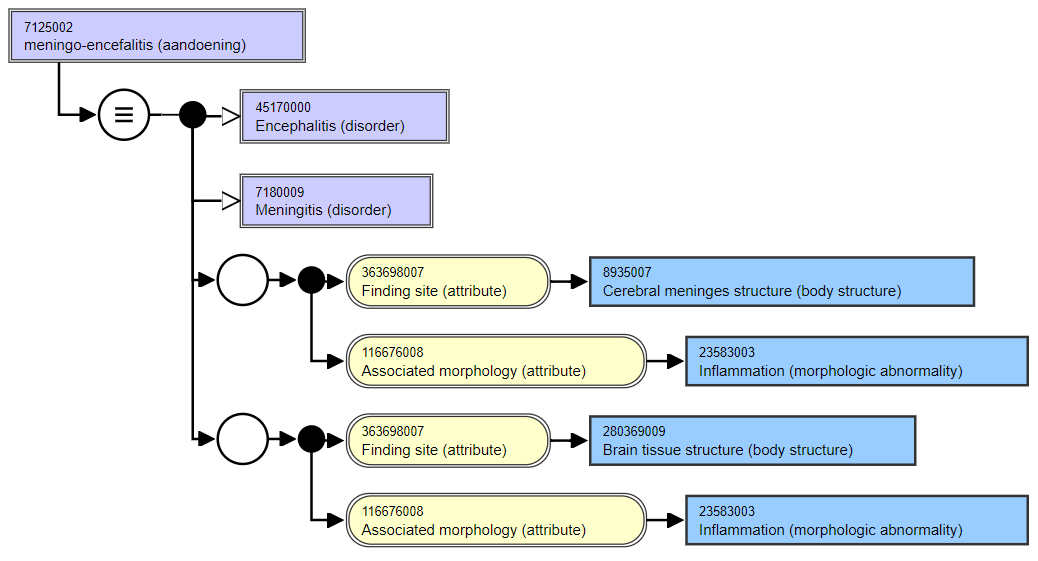 7125002
meningo-encefalitis (aandoening)
45170000
Encephalitis (disorder)
7180009
Meningitis (disorder)
363698007
Finding site (attribute)
8935007
Cerebral meninges structure (body structure)
116676008
Associated morphology (attribute)
23583003
Inflammation (morphologic abnormality)
363698007
Finding site (attribute)
280369009
Brain tissue structure (body structure)
116676008
Associated morphology (attribute)
23583003
Inflammation (morphologic abnormality)